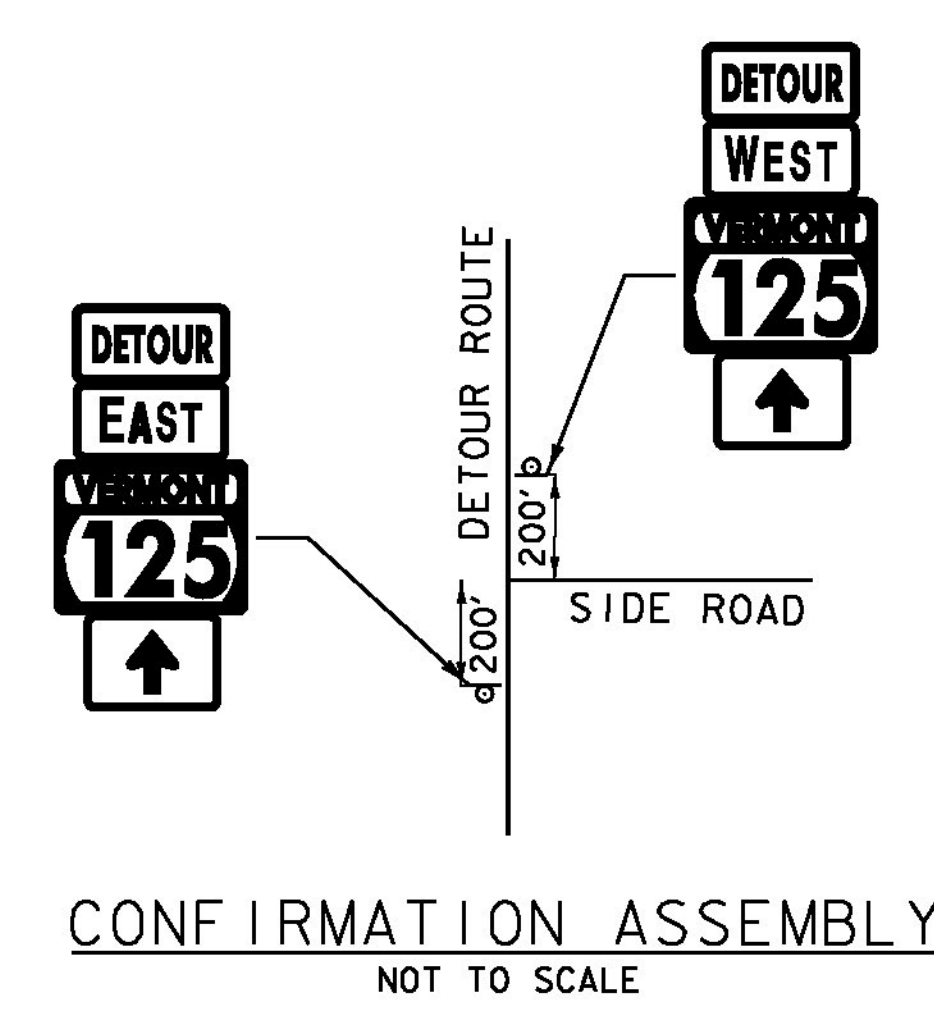 DETOUR
WEST
VERMONT
125
DETOUR ROUTE
DETOUR
EAST
VERMONT
125
200'
200'
SIDE ROAD
CONFIRMATION ASSEMBLY
NOT TO SCALE